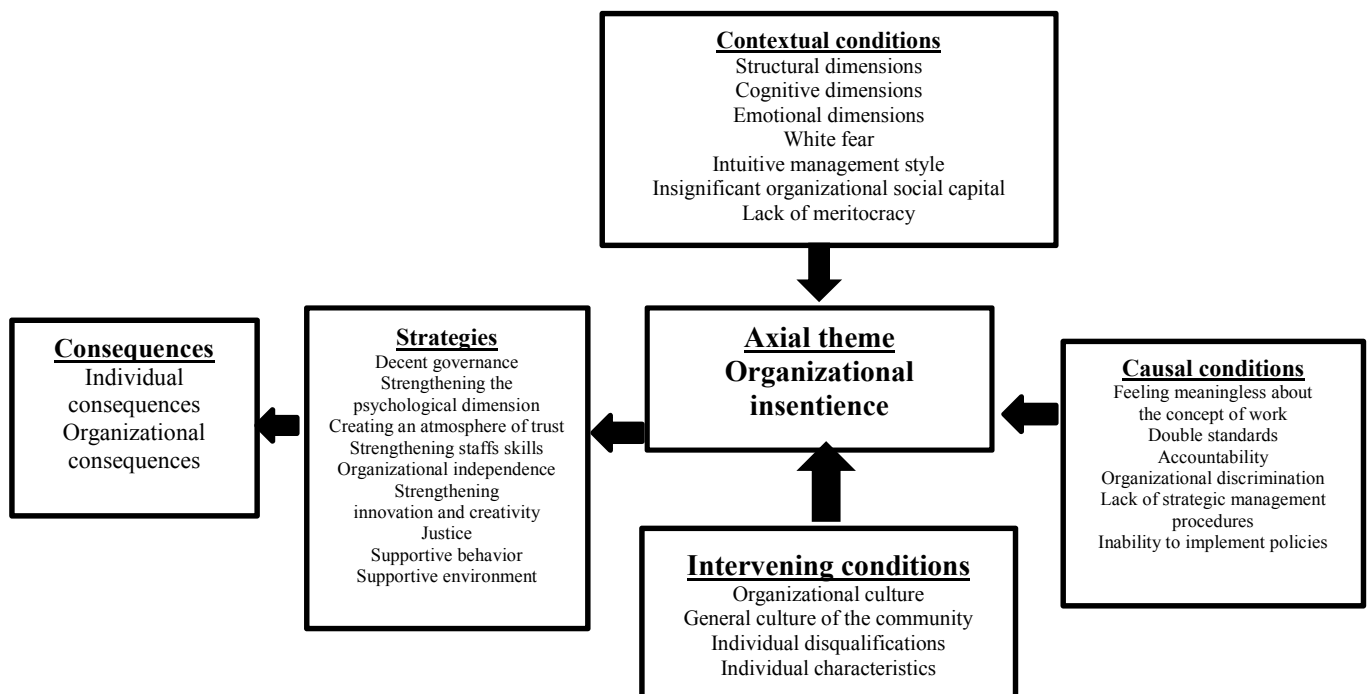 Contextual conditions
Structural dimensions
Cognitive dimensions
Emotional dimensions
White fear
Intuitive management style
Insignificant organizational social capital
Lack of meritocracy
Consequences
Individual
consequences
Organizational
consequences
Strategies
Decent governance
Strengthening the
psychological dimension
Creating an atmosphere of trust
Strengthening staffs skills
Organizational independence
Strengthening
innovation and creativity
Justice
Supportive behavior
Supportive environment
Axial theme
Organizational
insentience
Causal conditions
Feeling meaningless about
the concept of work
Double standards
Accountability
Organizational discrimination
Lack of strategic management
procedures
Inability to implement policies
Intervening conditions
Organizational culture
General culture of the community
Individual disqualifications
Individual characteristics